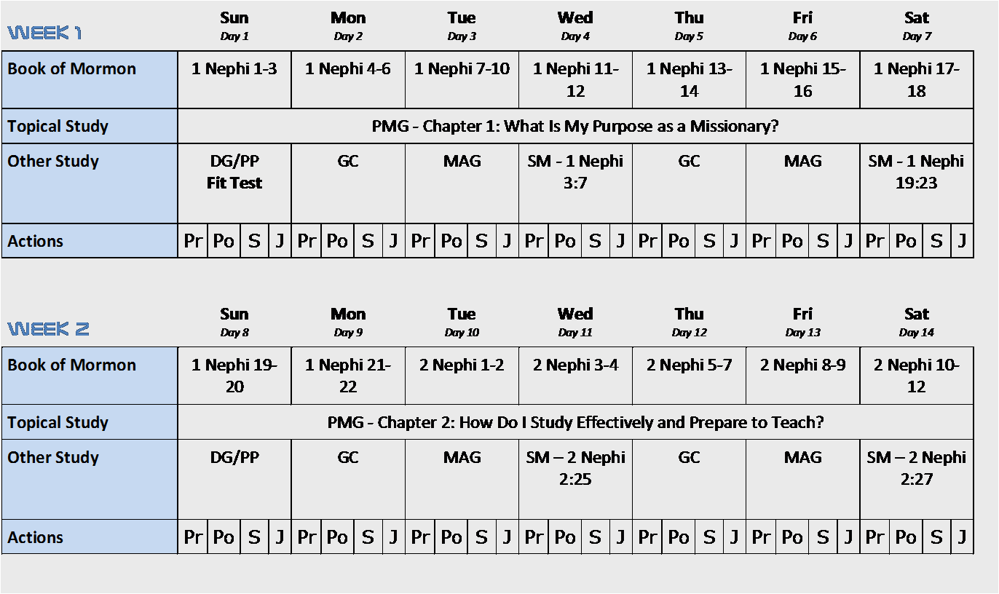 WEEK 1 Sun Mon Tue Wed Thu Fri Sat
Day 1 Day 2 Day 3 Day 4 Day 5 Day 6 Day 7
Book of Mormon 1 Nephi 1-3 1 Nephi 4-6 1 Nephi 7-10 1 Nephi 11- 1 Nephi 13- 1 Nephi 15- 1 Nephi 17-
12 14 16 18
Topical Study PMG - Chapter 1: What Is My Purpose as a Missionary?
Other Study DG/PP GC MAG SM - 1 Nephi GC MAG SM - 1 Nephi
Fit Test 3:7 19:23
Actions Pr Po S J Pr Po S J Pr Po S J Pr Po S J Pr Po S J Pr Po S J Pr Po S J
WEEK 2 Sun Mon Tue Wed Thu Fri Sat
Day 8 Day 9 Day 10 Day 11 Day 12 Day 13 Day 14
Book of Mormon 1 Nephi 19- 1 Nephi 21- 2 Nephi 1-2 2 Nephi 3-4 2 Nephi 5-7 2 Nephi 8-9 2 Nephi 10-
20 22 12
Topical Study PMG - Chapter 2: How Do I Study Effectively and Prepare to Teach?
Other Study DG/PP GC MAG SM – 2 Nephi GC MAG SM – 2 Nephi
2:25 2:27
Actions Pr Po S J Pr Po S J Pr Po S J Pr Po S J Pr Po S J Pr Po S J Pr Po S J